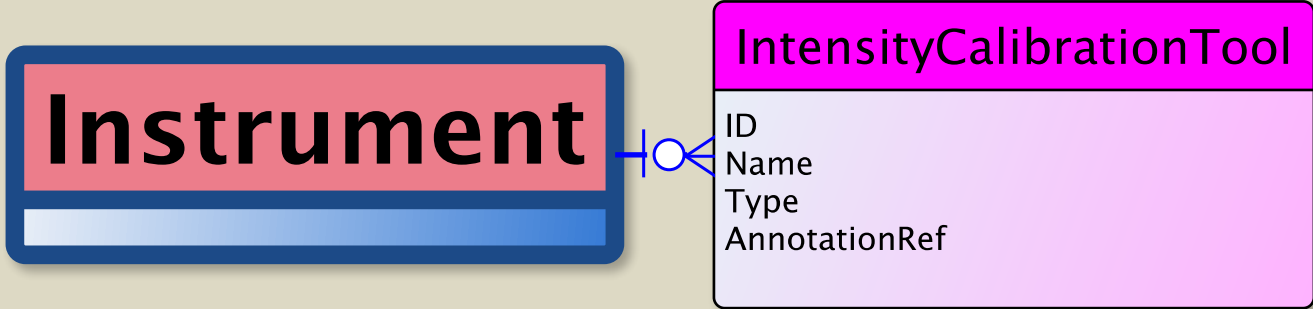 Instrument
IntensityCalibrationTool
ID
Name
Type
AnnotationRef